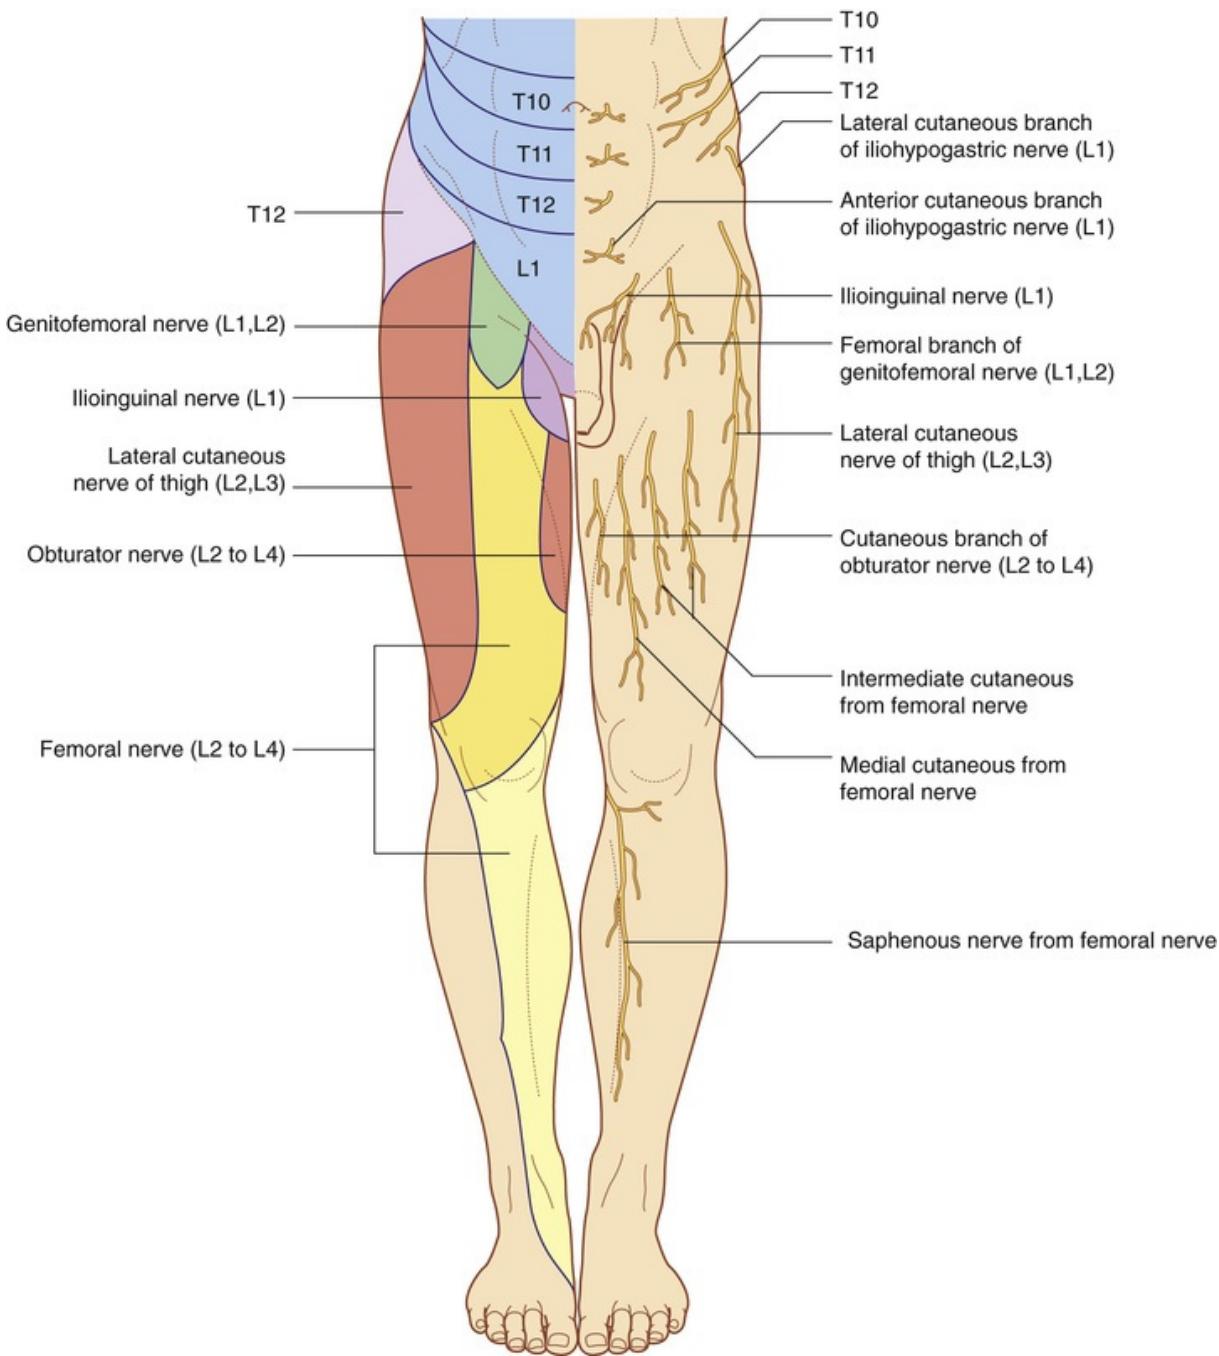 T10
T11
T12
L1
T12
Genitofemoral nerve (L1,L2)
Ilioinguinal nerve (L1)
Lateral cutaneous
nerve of thigh (L2,L3)
Obturator nerve (L2 to L4)
Femoral nerve (L2 to L4)
T10
T11
T12
Lateral cutaneous branch
of iliohypogastric nerve (L1)
Anterior cutaneous branch
of iliohypogastric nerve (L1)
Ilioinguinal nerve (L1)
Femoral branch of
genitofemoral nerve (L1,L2)
Lateral cutaneous
nerve of thigh (L2,L3)
Cutaneous branch of
obturator nerve (L2 to L4)
Intermediate cutaneous
from femoral nerve
Medial cutaneous from
femoral nerve
Saphenous nerve from femoral nerve